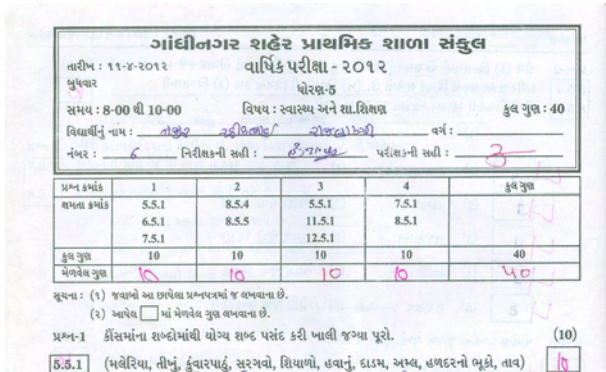 ગાંધીનગર શહેર પ્રાથમિક શાળા સંકુલ
તારીખ : ૧૧-૪-૨૦૧૨ વાર્ષિક પરીક્ષા - ૨૦૧૨
બુધવાર ધોરણ-5
સમય : 8-00 થી 10-00 વિષય : સ્વાસ્થ્ય અને શા.શિક્ષણ કુલ ગુણ : 40
વિદ્યાર્થીનું નામ : વર્ગ :
નંબર : 6 નિરીક્ષકની સહી : પરીક્ષકની સહી :
પ્રશ્ન ક્રમાંક 1 2 3 4 કુલ ગુણ
ક્ષમતા ક્રમાંક 5.5.1 8.5.4 5.5.1 7.5.1
6.5.1 8.5.5 11.5.1 8.5.1
7.5.1 12.5.1
કુલ ગુણ 10 10 10 10 40
મેળવેલ ગુણ 10 10 10 10 40
સૂચના : (૧) જવાબો આ છાપેલા પ્રશ્નપત્રમાં જ લખવાના છે.
(૨) આપેલ માં મેળવેલ ગુણ લખવાના છે.
પ્રશ્ન-1 કૌંસમાંના શબ્દોમાંથી યોગ્ય શબ્દ પસંદ કરી ખાલી જગ્યા પૂરો. (10)
5.5.1 (મલેરિયા, તીખું, કુંવારપાઠું, સરગવો, શિયાળો, હવાનું, દાડમ, અમ્લ, હળદરનો ભૂકો, તાવ) 10